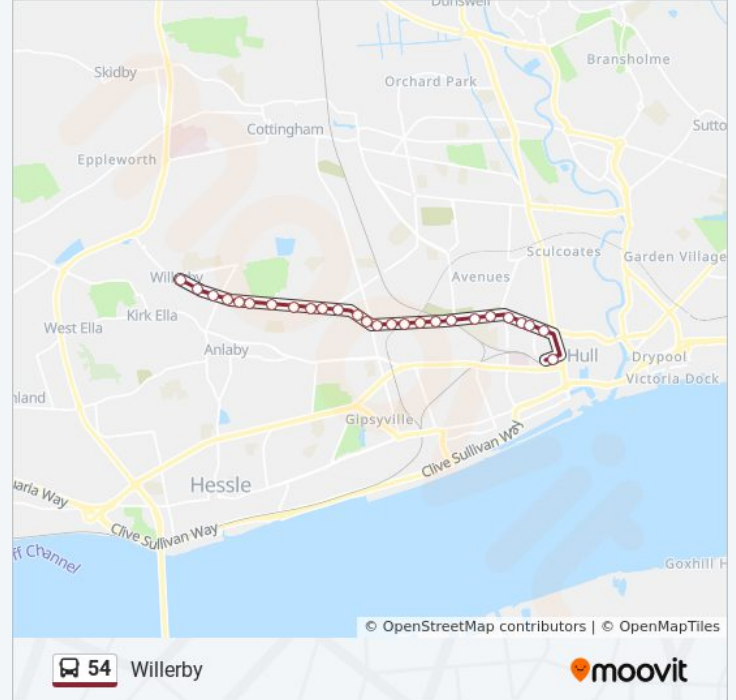 Dunswell
Bransholme
Skidby
Orchard Park
Sutto
Cottingham
Eppleworth
Sculcoates
Garden Village
Willerby
Avenues
Kirk Ella
West Ella
Anlaby
Hull
Drypool
Victoria Dock
nland
Gipsyville
Clive Sullivan Way
Hessle
aria Way
Clive Sullivan Way
ff Channel
Goxhill H
© OpenStreetMap contributors | © OpenMapTiles
54 Willerby
moovit